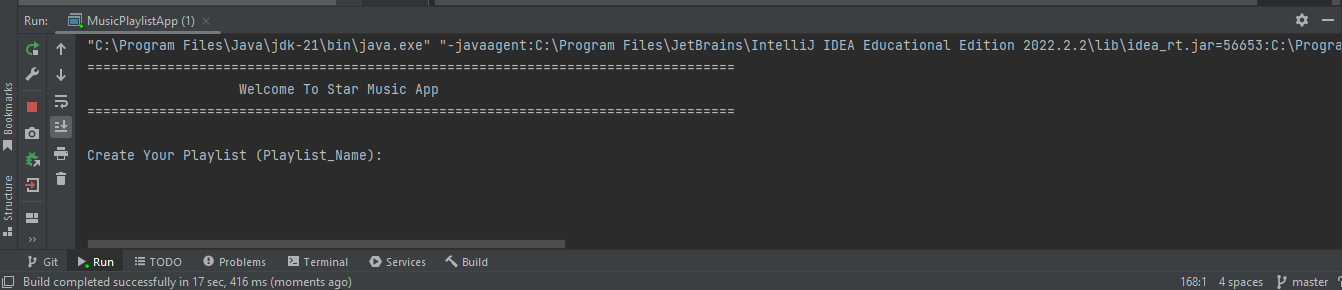 Run: MusicPlaylistApp (1)
"C:\Program Files\Java\jdk-21\bin\java.exe" "-javaagent:C:\Program Files\JetBrains\IntelliJ IDEA Educational Edition 2022.2.2\lib\idea_rt.jar=56653:C:\Progra
=================================================================================
Welcome To Star Music App
=================================================================================
Create Your Playlist (Playlist_Name):
Bookmarks
Structure
Git Run TODO Problems Terminal Services Build
Build completed successfully in 17 sec, 416 ms (moments ago) 168:1 4 spaces master